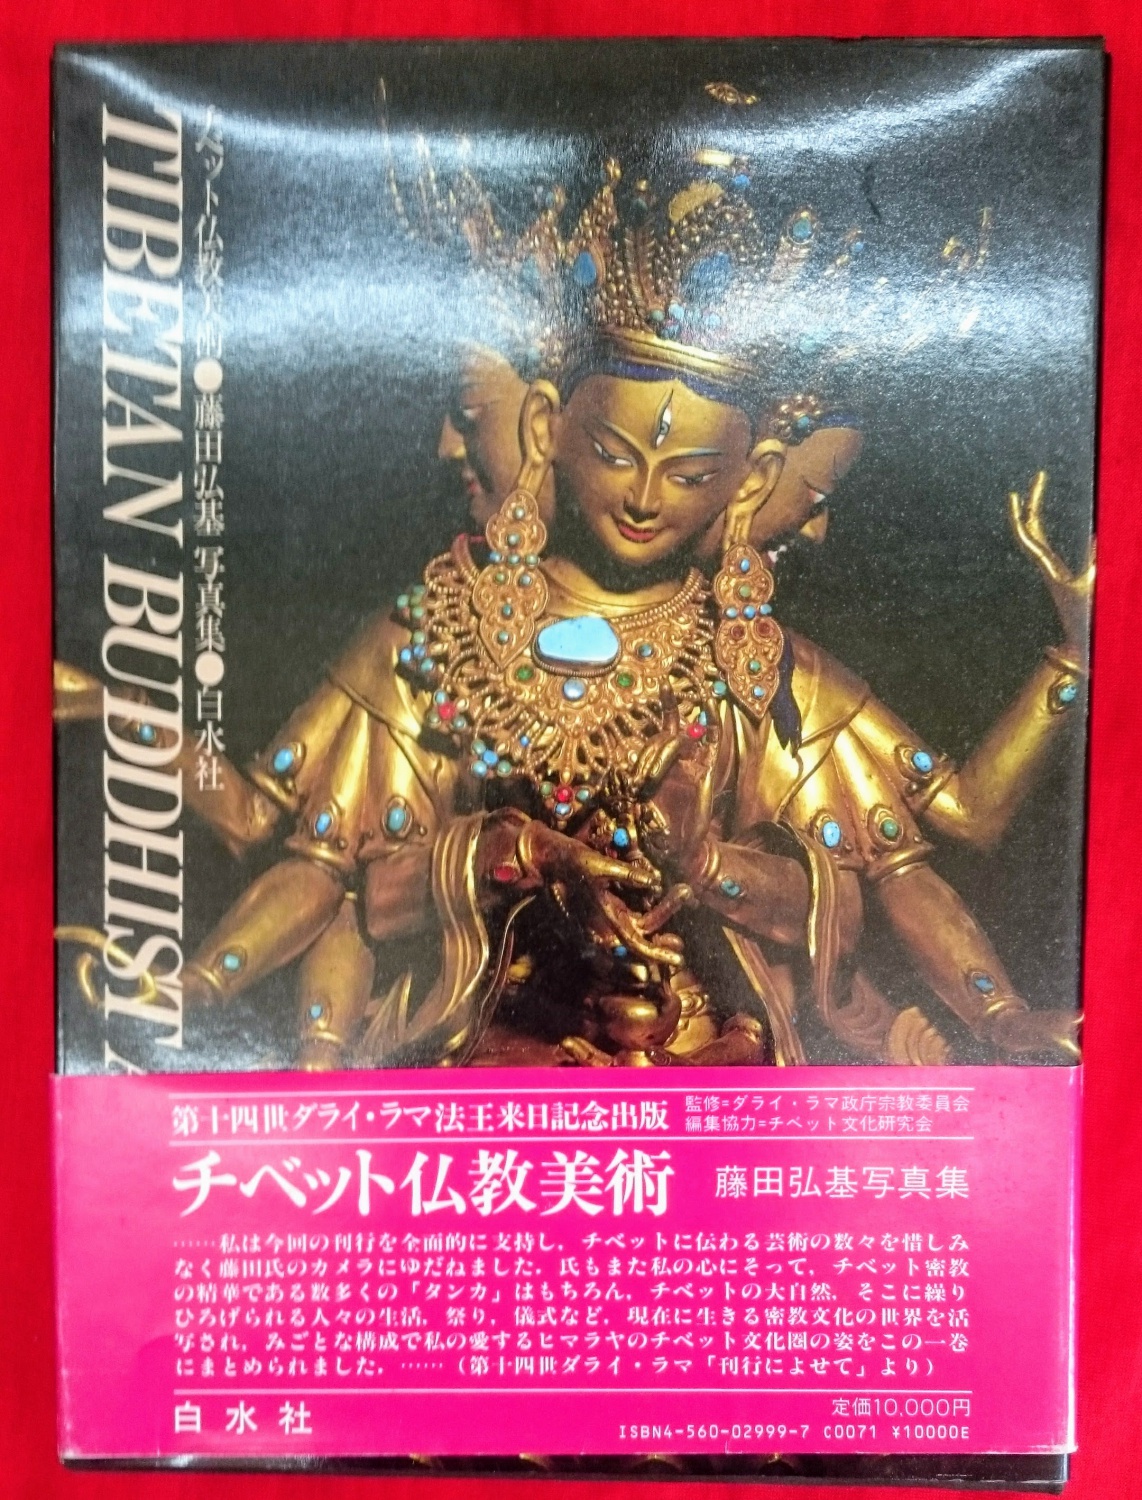 TIBETAN BUDDHIST A
チベット仏教美術●藤田弘基 写真集●白水社
第十四世ダライ・ラマ法王来日記念出版
監修=ダライ・ラマ政庁宗教委員会
編集協力=チベット文化研究会
チベット仏教美術 藤田弘基写真集
……私は今回の刊行を全面的に支持し，チベットに伝わる芸術の数々を惜しみ
なく藤田氏のカメラにゆだねました．氏もまた私の心にそって，チベット密教
の精華である数多くの「タンカ」はもちろん，チベットの大自然，そこに繰り
ひろげられる人々の生活，祭り，儀式など，現在に生きる密教文化の世界を活
写され，みごとな構成で私の愛するヒマラヤのチベット文化圏の姿をこの一巻
にまとめられました．……（第十四世ダライ・ラマ「刊行によせて」より）
白水社
定価10,000円
ISBN4-560-02999-7 C0071 ¥10000E